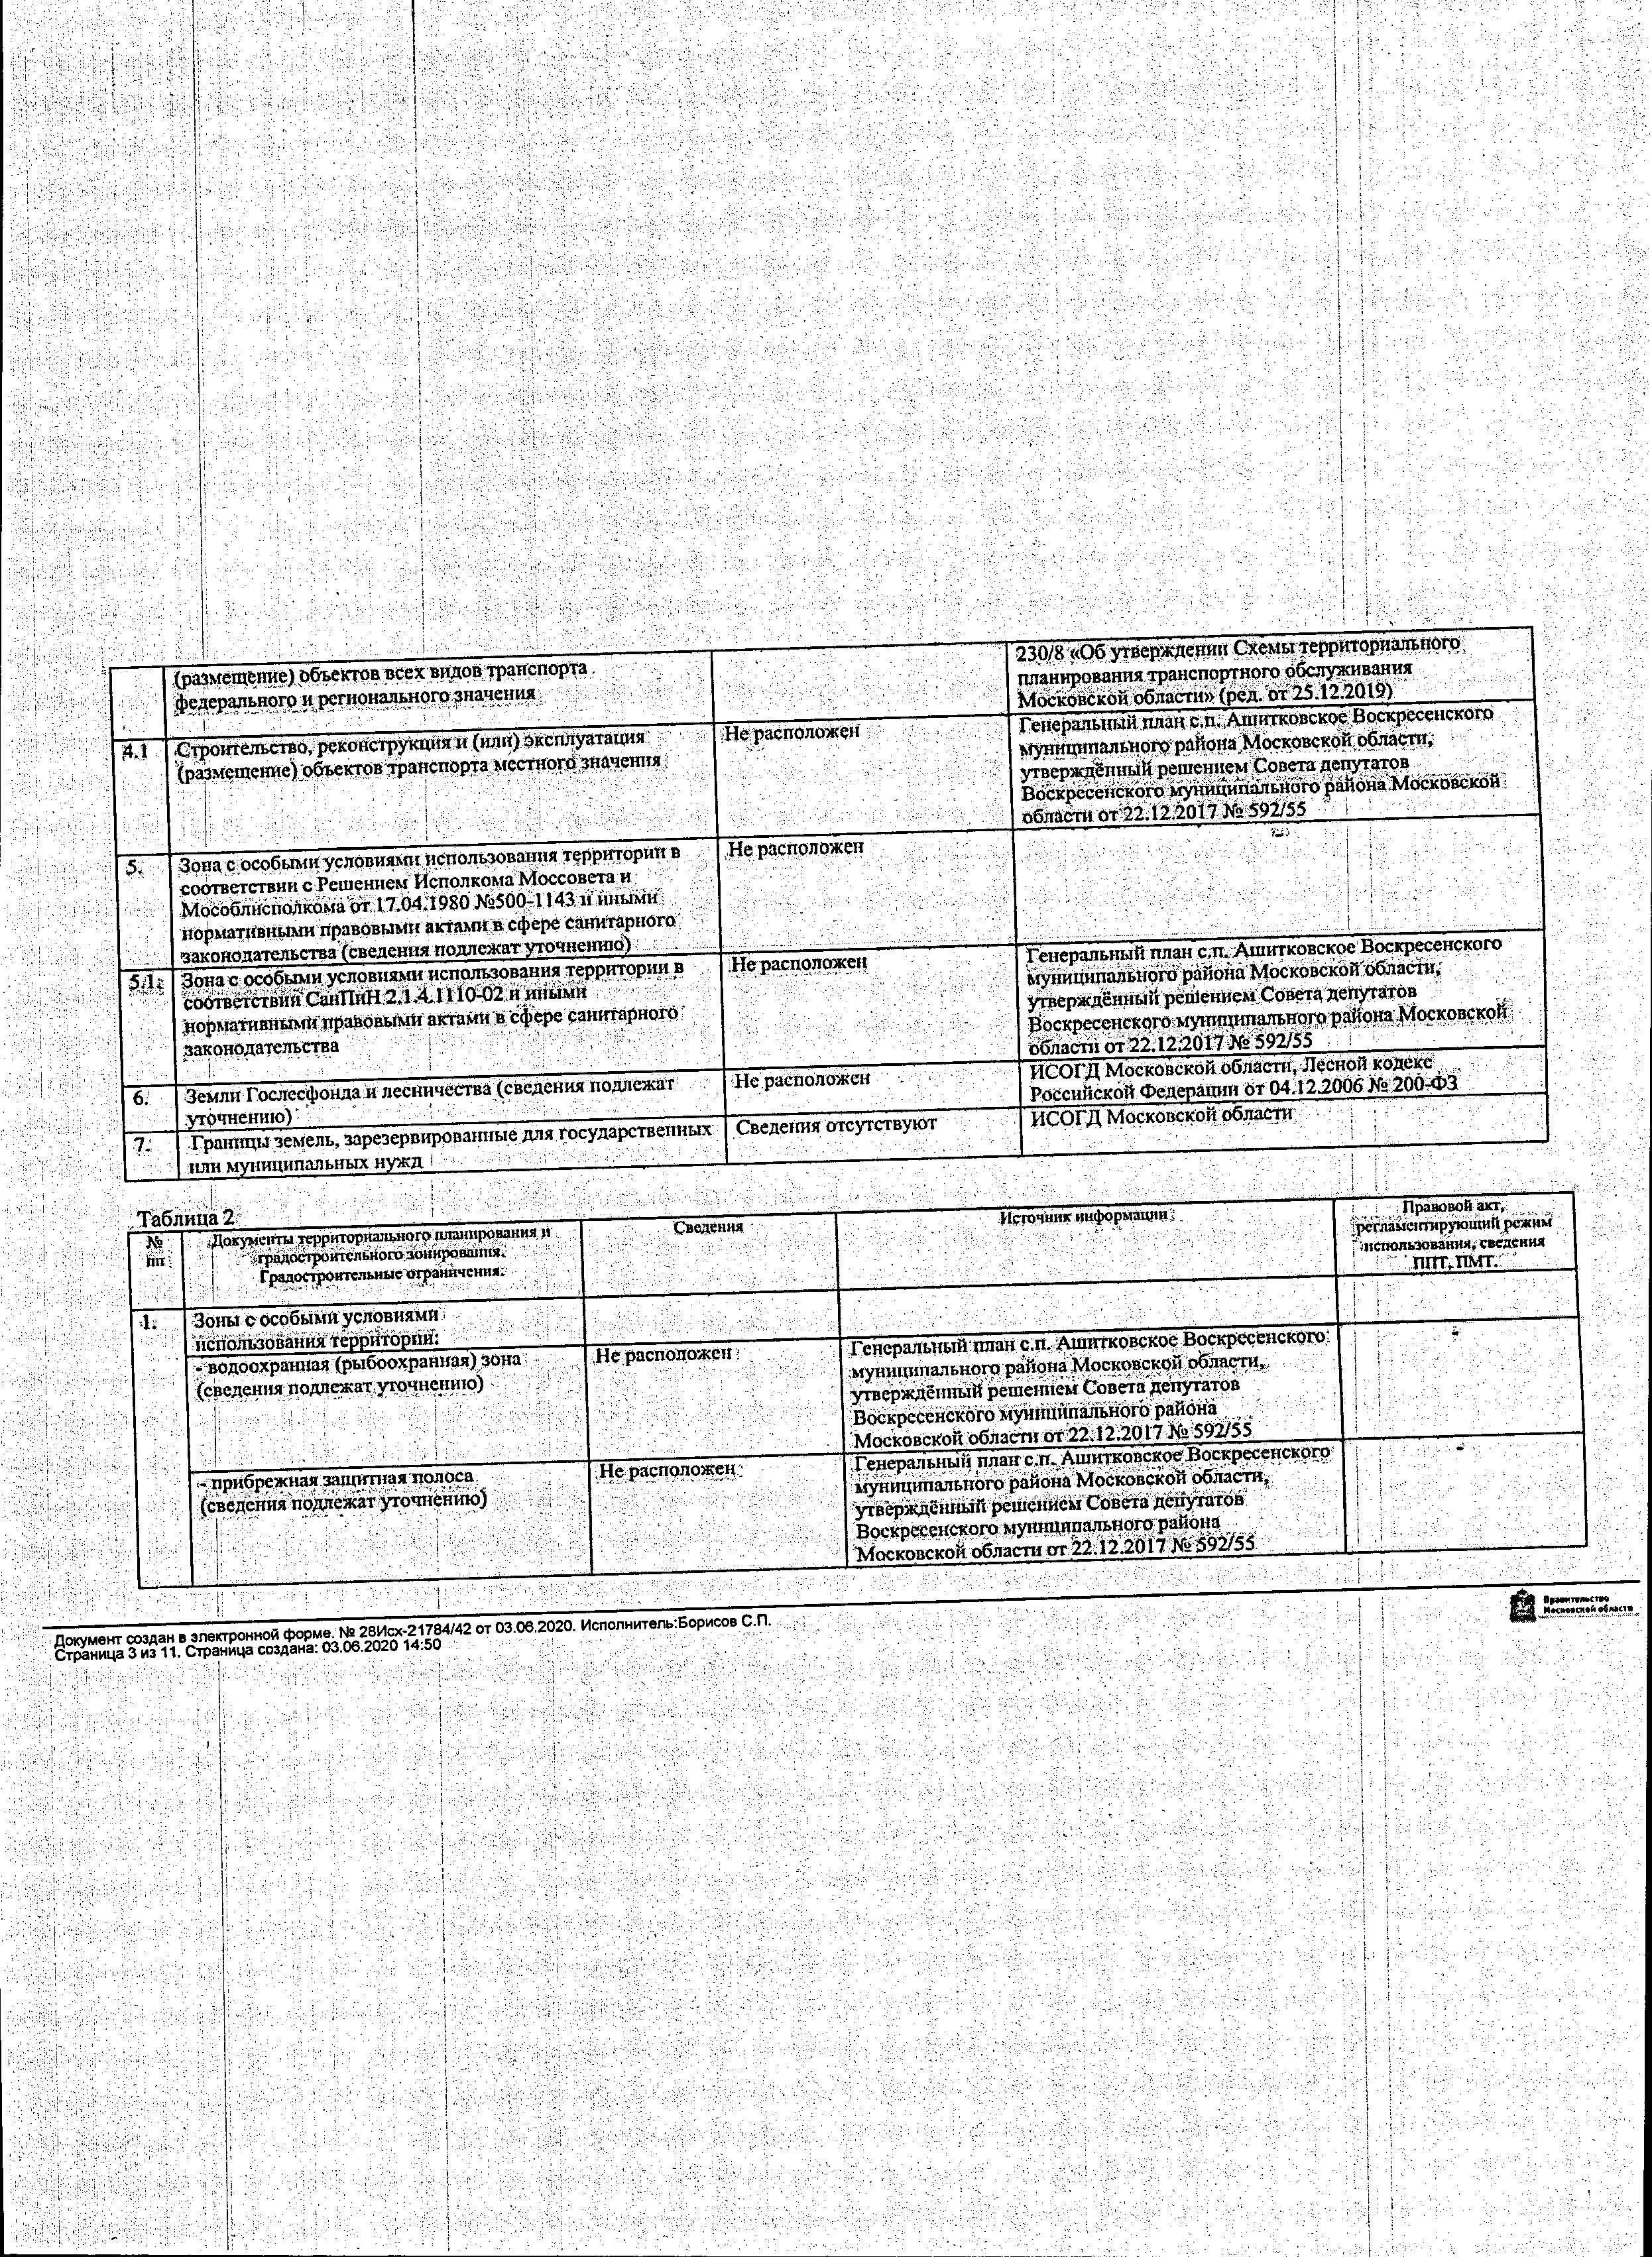 (размещение) объектов всех видов транспорта
федерального и регионального значения
230/8 «Об утверждении Схемы территориального
планирования транспортного обслуживания
Московской области» (ред. от 25.12.2019)
4.1
Строительство, реконструкция и (или) эксплуатация
(размещение) объектов транспорта местного значения
Не расположен
Генеральный план с.п. Ашитковское Воскресенского
муниципального района Московской области,
утверждённый решением Совета депутатов
Воскресенского муниципального района Московской
области от 22.12.2017 № 592/55
5.
Зона с особыми условиями использования территории в
соответствии с Решением Исполкома Моссовета и
Мособлисполкома от 17.04.1980 №500-1143 и иными
нормативными правовыми актами в сфере санитарного
законодательства (сведения подлежат уточнению)
Не расположен
-
5.1.
Зона с особыми условиями использования территории в
соответствии СанПиН 2.1.4.1110-02 и иными
нормативными правовыми актами в сфере санитарного
законодательства
Не расположен
Генеральный план с.п. Ашитковское Воскресенского
муниципального района Московской области,
утверждённый решением Совета депутатов
Воскресенского муниципального района Московской
области от 22.12.2017 № 592/55
6.
Земли Гослесфонда и лесничества (сведения подлежат
уточнению)
Не расположен
ИСОГД Московской области, Лесной кодекс
Российской Федерации от 04.12.2006 № 200-ФЗ
7.
Границы земель, зарезервированные для государственных
или муниципальных нужд
Сведения отсутствуют
ИСОГД Московской области
Таблица 2
№
пп
Документы территориального планирования и
градостроительного зонирования.
Градостроительные ограничения.
Сведения
Источник информации
Правовой акт,
регламентирующий режим
использования, сведения
ППТ, ПМТ.
1.
Зоны с особыми условиями
использования территории:
- водоохранная (рыбоохранная) зона
(сведения подлежат уточнению)
Не расположен
Генеральный план с.п. Ашитковское Воскресенского
муниципального района Московской области,
утверждённый решением Совета депутатов
Воскресенского муниципального района
Московской области от 22.12.2017 № 592/55
-
- прибрежная защитная полоса
(сведения подлежат уточнению)
Не расположен
Генеральный план с.п. Ашитковское Воскресенского
муниципального района Московской области,
утверждённый решением Совета депутатов
Воскресенского муниципального района
Московской области от 22.12.2017 № 592/55
-
Документ создан в электронной форме. № 28Исх-21784/42 от 03.06.2020. Исполнитель:Борисов С.П.
Страница 3 из 11. Страница создана: 03.06.2020 14:50
Правительство
Московской области